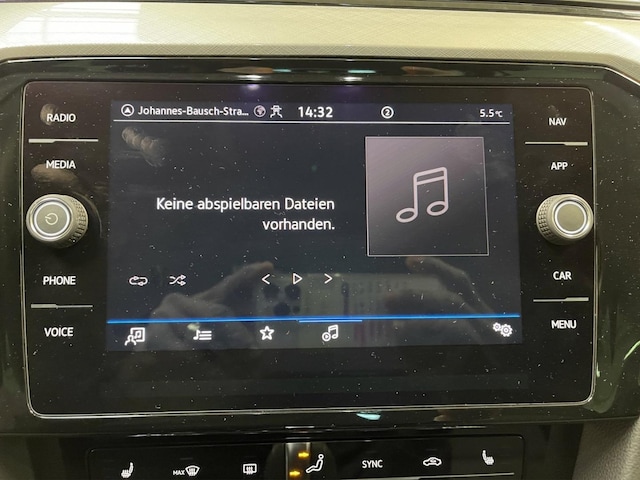 Johannes-Bausch-Stra... 14:32 2 5.5°C
RADIO
MEDIA
PHONE
VOICE
Keine abspielbaren Dateien
vorhanden.
NAV
APP
CAR
MENU
MAX
SYNC